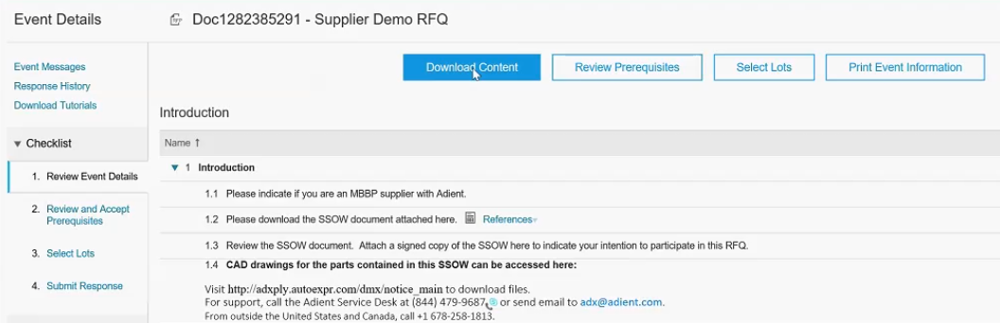 Event Details
Doc1282385291 - Supplier Demo RFQ
Event Messages
Response History
Download Tutorials
Download Content
Review Prerequisites
Select Lots
Print Event Information
Introduction
Checklist
Name ↑
1 Introduction
1. Review Event Details
1.1 Please indicate if you are an MBBP supplier with Adient.
2. Review and Accept
Prerequisites
1.2 Please download the SSOW document attached here. References
1.3 Review the SSOW document. Attach a signed copy of the SSOW here to indicate your intention to participate in this RFQ.
3. Select Lots
1.4 CAD drawings for the parts contained in this SSOW can be accessed here:
4. Submit Response
Visit http://adxply.autoexpr.com/dmx/notice_main to download files.
For support, call the Adient Service Desk at (844) 479-9687 or send email to adx@adient.com.
From outside the United States and Canada, call +1 678-258-1813.